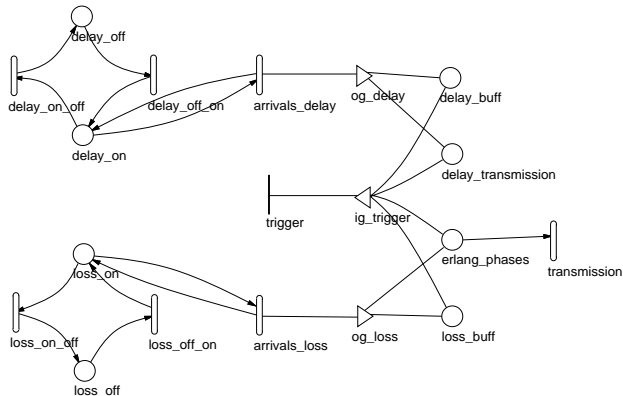 delay_off
delay_on_off
delay_off_on
arrivals_delay
og_delay
delay_buff
delay_on
delay_transmission
trigger
ig_trigger
erlang_phases
transmission
loss_on
loss_on_off
loss_off_on
arrivals_loss
og_loss
loss_buff
loss_off